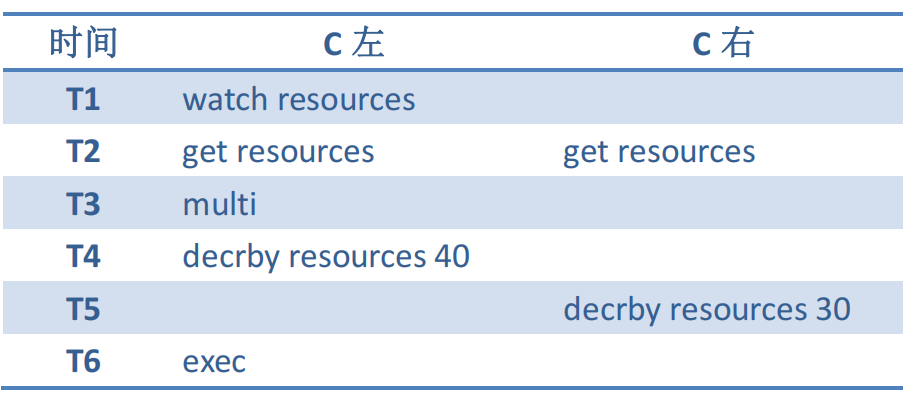 时间 C 左 C 右
T1 watch resources
T2 get resources get resources
T3 multi
T4 decrby resources 40
T5 decrby resources 30
T6 exec